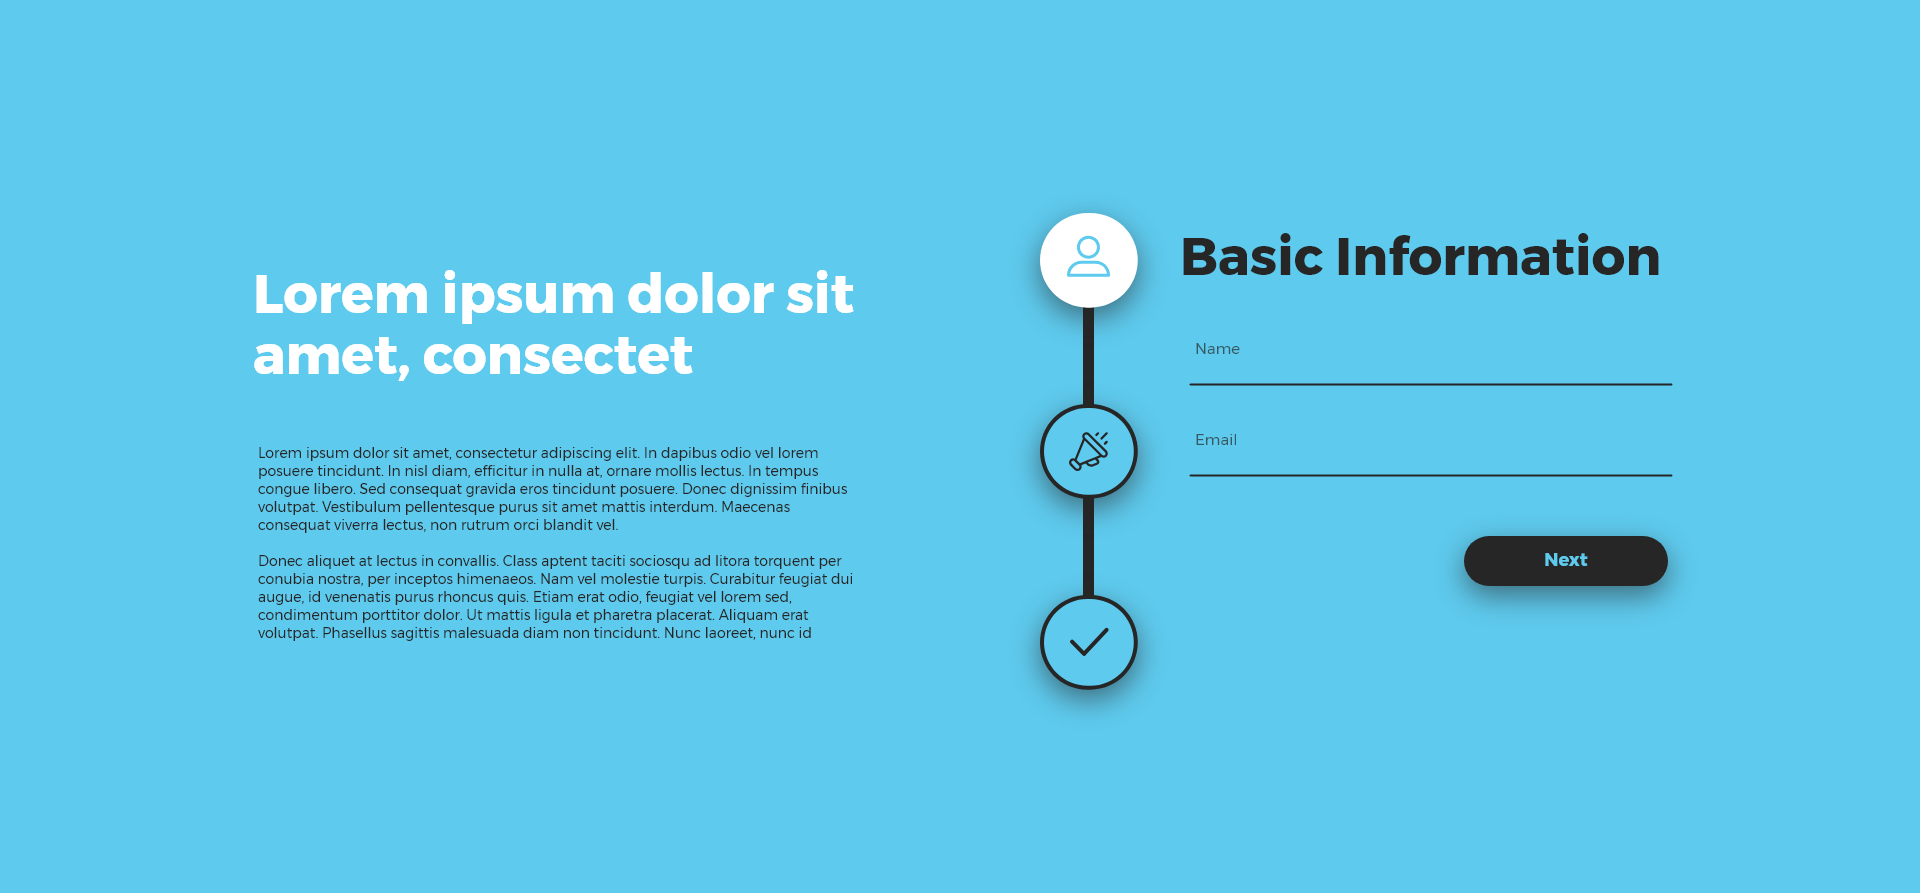 Lorem ipsum dolor sit
amet, consectet
Lorem ipsum dolor sit amet, consectetur adipiscing elit. In dapibus odio vel lorem
posuere tincidunt. In nisl diam, efficitur in nulla at, ornare mollis lectus. In tempus
congue libero. Sed consequat gravida eros tincidunt posuere. Donec dignissim finibus
volutpat. Vestibulum pellentesque purus sit amet mattis interdum. Maecenas
consequat viverra lectus, non rutrum orci blandit vel.
Donec aliquet at lectus in convallis. Class aptent taciti sociosqu ad litora torquent per
conubia nostra, per inceptos himenaeos. Nam vel molestie turpis. Curabitur feugiat dui
augue, id venenatis purus rhoncus quis. Etiam erat odio, feugiat vel lorem sed,
condimentum porttitor dolor. Ut mattis ligula et pharetra placerat. Aliquam erat
volutpat. Phasellus sagittis malesuada diam non tincidunt. Nunc laoreet, nunc id
Basic Information
Name
Email
Next